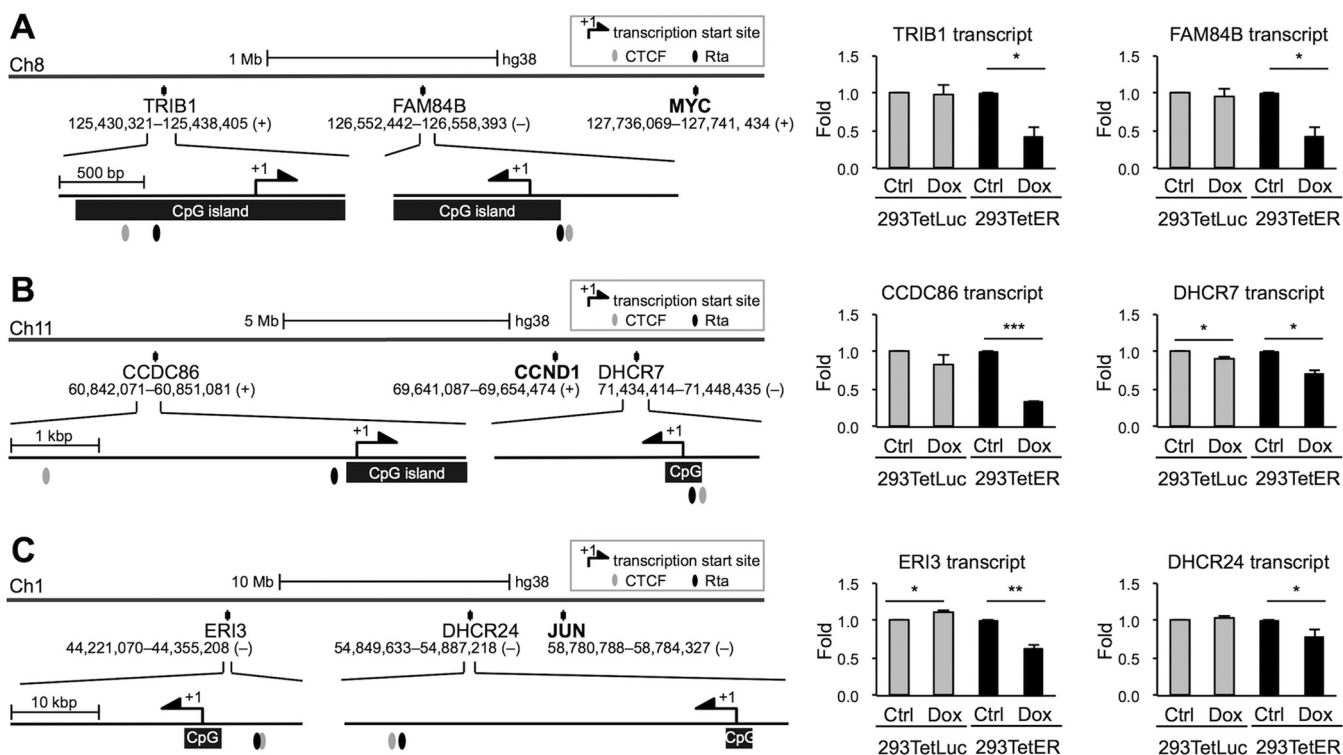 A
1 Mb
hg38
+1
transcription start site
CTCF
Rta
Ch8
TRIB1
125,430,321–125,438,405 (+)
FAM84B
126,552,442–126,558,393 (–)
MYC
127,736,069–127,741, 434 (+)
500 bp
+1
+1
CpG island
CpG island
TRIB1 transcript
Fold
1.5
1.0
0.5
0.0
*
Ctrl Dox Ctrl Dox
293TetLuc 293TetER
FAM84B transcript
Fold
1.5
1.0
0.5
0.0
*
Ctrl Dox Ctrl Dox
293TetLuc 293TetER
B
5 Mb
hg38
+1
transcription start site
CTCF
Rta
Ch11
CCDC86
60,842,071–60,851,081 (+)
CCND1
69,641,087–69,654,474 (+)
DHCR7
71,434,414–71,448,435 (–)
1 kbp
+1
+1
CpG island
CpG
CCDC86 transcript
Fold
1.5
1.0
0.5
0.0
***
Ctrl Dox Ctrl Dox
293TetLuc 293TetER
DHCR7 transcript
Fold
1.5
1.0
0.5
0.0
* *
Ctrl Dox Ctrl Dox
293TetLuc 293TetER
C
10 Mb
hg38
+1
transcription start site
CTCF
Rta
Ch1
ERI3
44,221,070–44,355,208 (–)
DHCR24
54,849,633–54,887,218 (–)
JUN
58,780,788–58,784,327 (–)
10 kbp
+1
+1
CpG
CpG
ERI3 transcript
Fold
1.5
1.0
0.5
0.0
* **
Ctrl Dox Ctrl Dox
293TetLuc 293TetER
DHCR24 transcript
Fold
1.5
1.0
0.5
0.0
*
Ctrl Dox Ctrl Dox
293TetLuc 293TetER